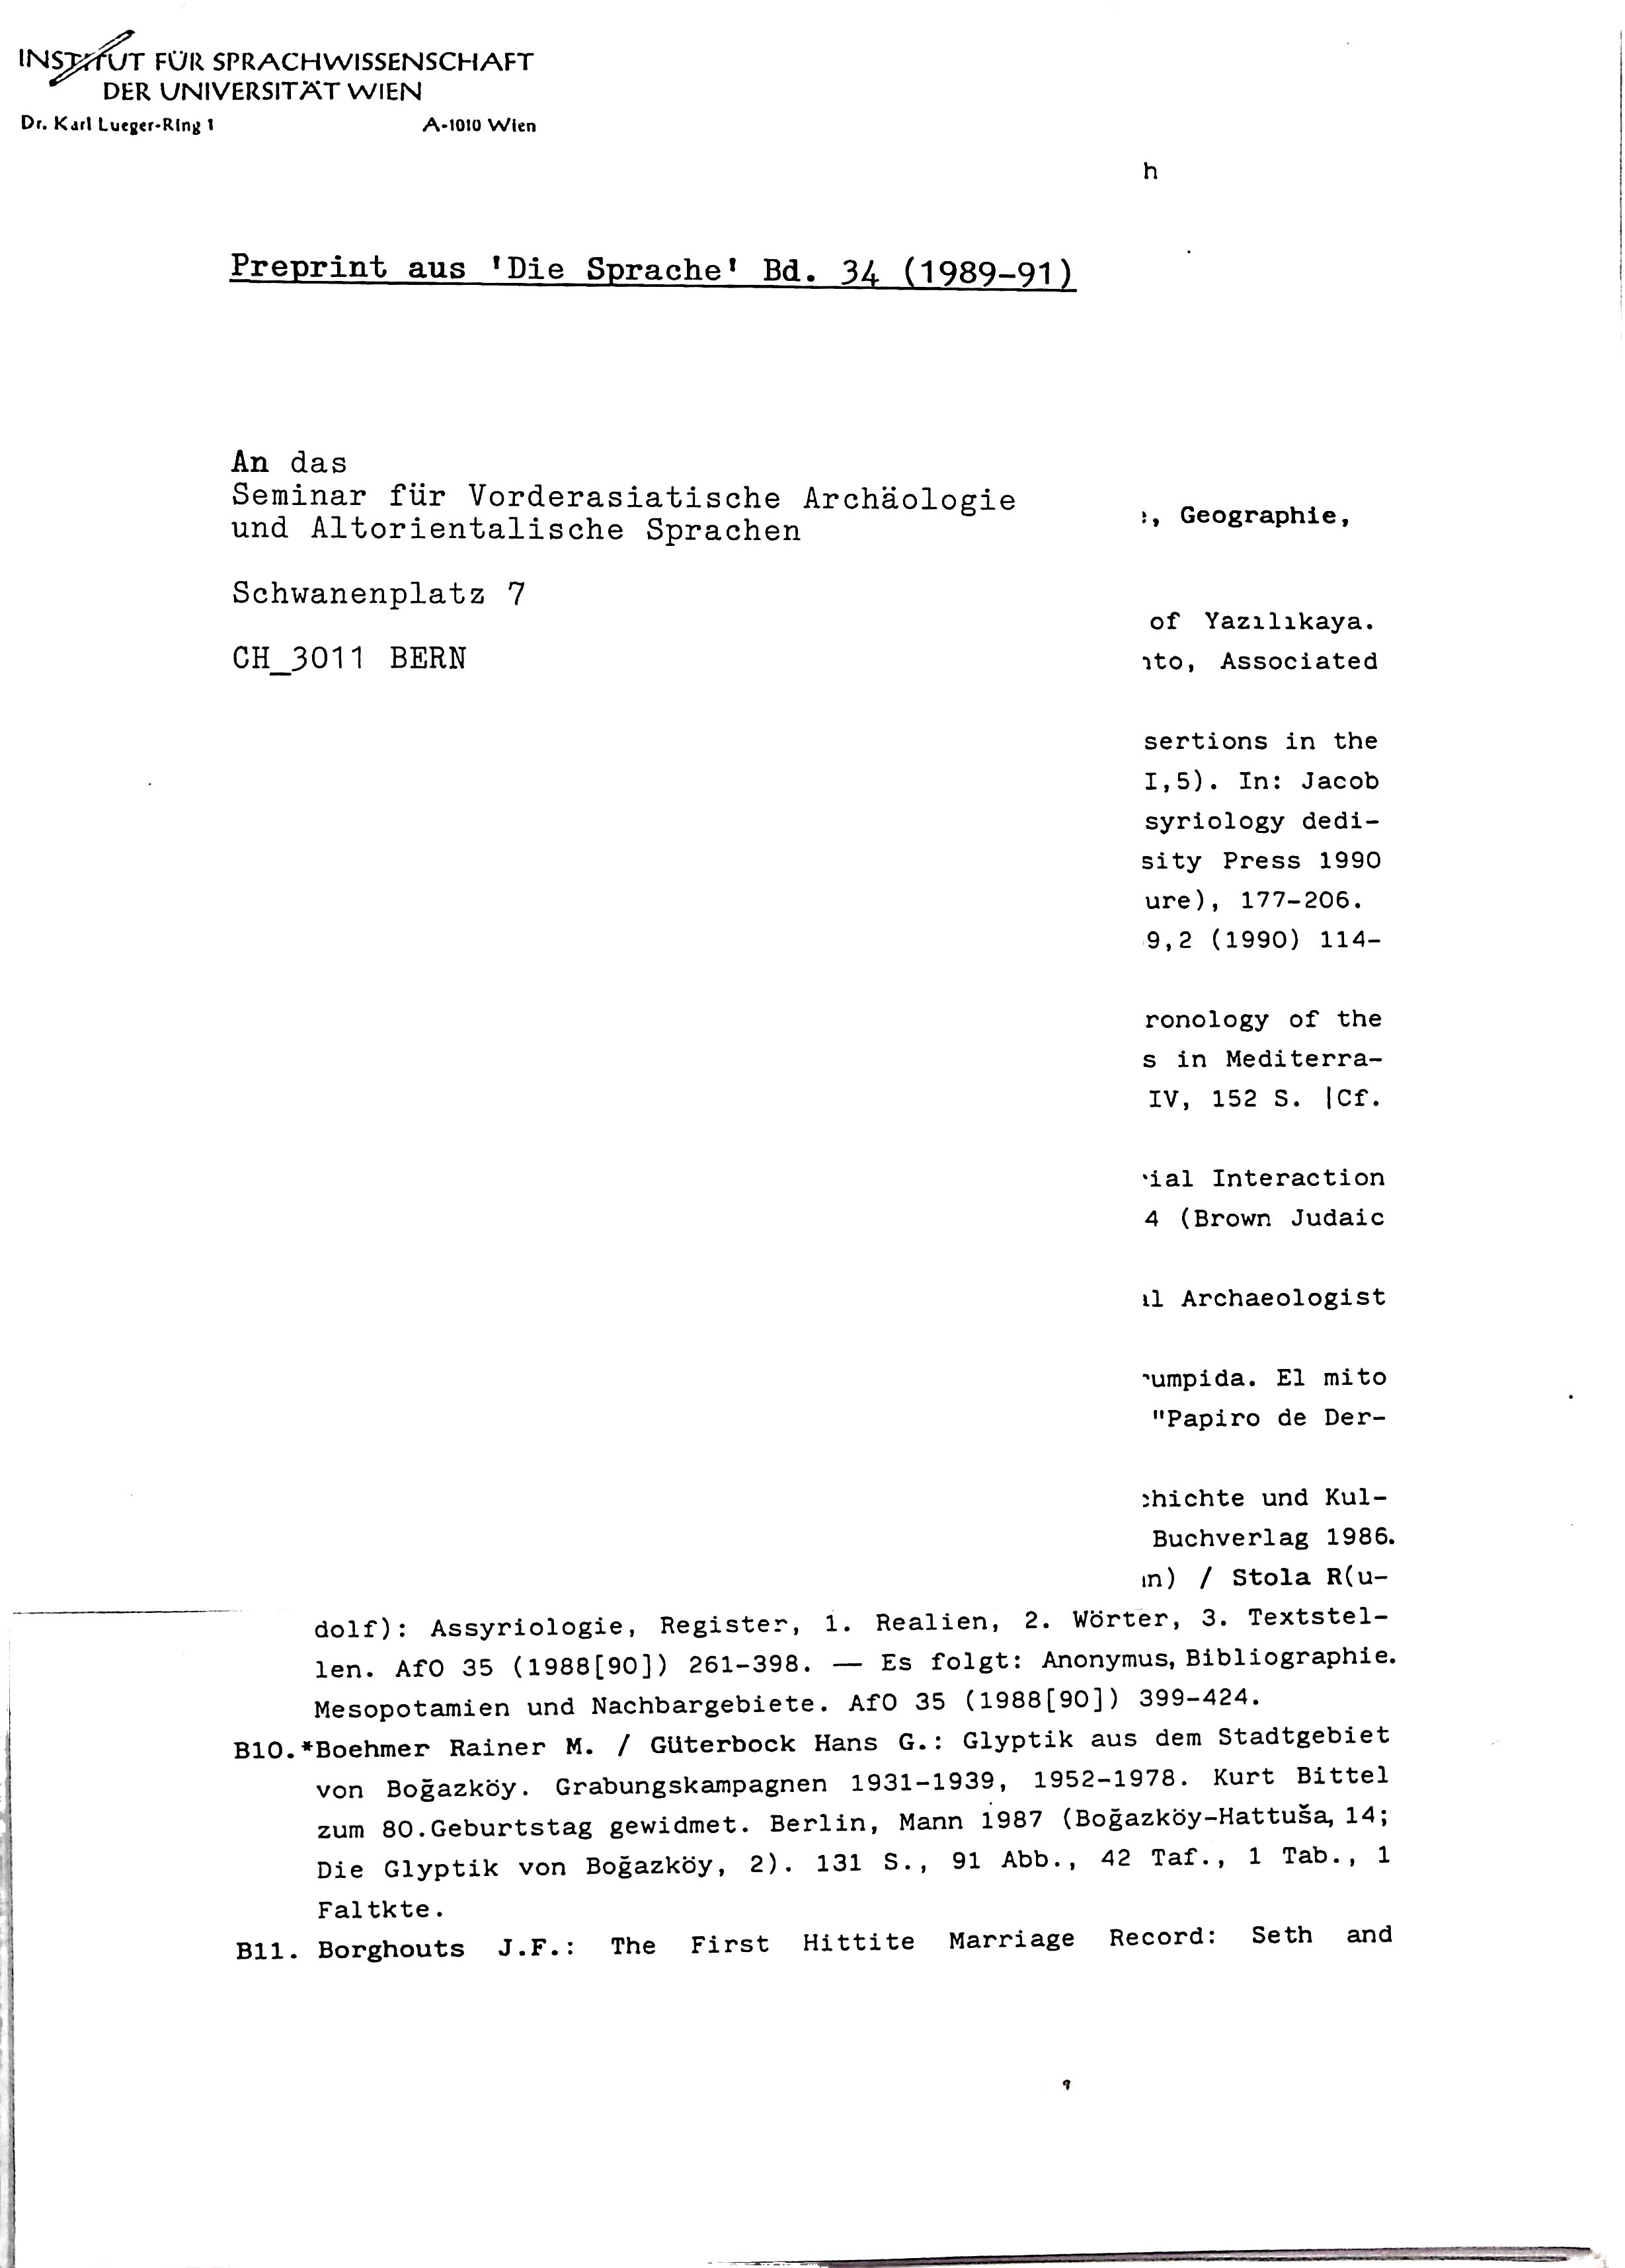 INSTITUT FÜR SPRACHWISSENSCHAFT
DER UNIVERSITÄT WIEN
Dr. Karl Lueger-Ring 1 A-1010 Wien
h
Preprint aus 'Die Sprache' Bd. 34 (1989-91)
An das
Seminar für Vorderasiatische Archäologie
und Altorientalische Sprachen
Schwanenplatz 7
CH_3011 BERN
, Geographie,
of Yazılıkaya.
to, Associated
sertions in the
I,5). In: Jacob
syriology dedi-
sity Press 1990
ure), 177-206.
9,2 (1990) 114-
ronology of the
s in Mediterra-
IV, 152 S. |Cf.
ial Interaction
4 (Brown Judaic
l Archaeologist
umpida. El mito
"Papiro de Der-
hichte und Kul-
Buchverlag 1986.
n) / Stola R(u-
dolf): Assyriologie, Register, 1. Realien, 2. Wörter, 3. Textstel-
len. AfO 35 (1988[90]) 261-398. — Es folgt: Anonymus, Bibliographie.
Mesopotamien und Nachbargebiete. AfO 35 (1988[90]) 399-424.
B10.*Boehmer Rainer M. / Güterbock Hans G.: Glyptik aus dem Stadtgebiet
von Boğazköy. Grabungskampagnen 1931-1939, 1952-1978. Kurt Bittel
zum 80.Geburtstag gewidmet. Berlin, Mann 1987 (Boğazköy-Hattuša, 14;
Die Glyptik von Boğazköy, 2). 131 S., 91 Abb., 42 Taf., 1 Tab., 1
Faltkte.
B11. Borghouts J.F.: The First Hittite Marriage Record: Seth and